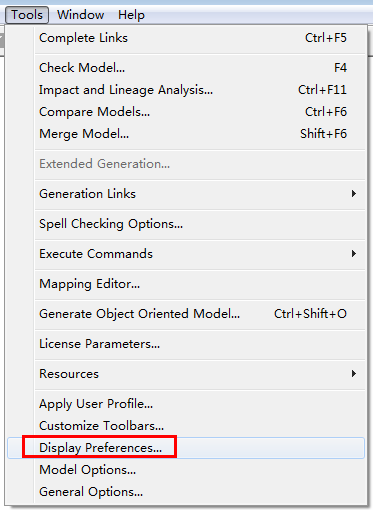 Tools Window Help
Complete Links Ctrl+F5
Check Model... F4
Impact and Lineage Analysis... Ctrl+F11
Compare Models... Ctrl+F6
Merge Model... Shift+F6
Extended Generation...
Generation Links
Spell Checking Options...
Execute Commands
Mapping Editor...
Generate Object Oriented Model... Ctrl+Shift+O
License Parameters...
Resources
Apply User Profile...
Customize Toolbars...
Display Preferences...
Model Options...
General Options...